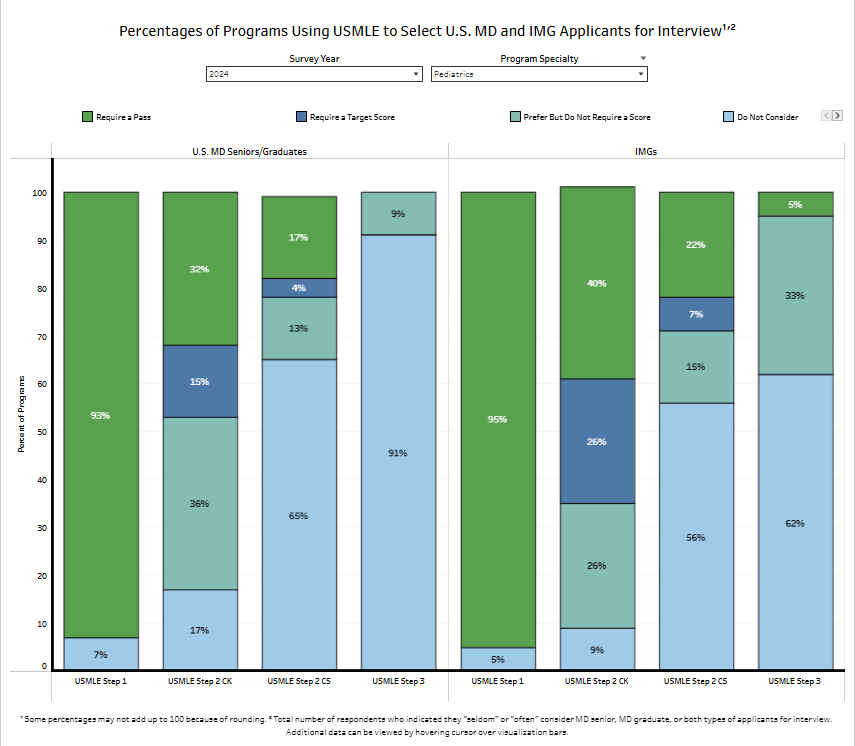 Percentages of Programs Using USMLE to Select U.S. MD and IMG Applicants for Interview¹,²
Survey Year
Program Specialty
2024
Pediatrics
Require a Pass
Require a Target Score
Prefer But Do Not Require a Score
Do Not Consider
U.S. MD Seniors/Graduates
IMGs
Percent of Programs
100
90
80
70
60
50
40
30
20
10
0
93%
7%
32%
15%
36%
17%
17%
4%
13%
65%
9%
91%
95%
5%
40%
26%
26%
9%
22%
7%
15%
56%
5%
33%
62%
USMLE Step 1
USMLE Step 2 CK
USMLE Step 2 CS
USMLE Step 3
USMLE Step 1
USMLE Step 2 CK
USMLE Step 2 CS
USMLE Step 3
¹ Some percentages may not add up to 100 because of rounding. ² Total number of respondents who indicated they “seldom” or “often” consider MD senior, MD graduate, or both types of applicants for interview.
Additional data can be viewed by hovering cursor over visualization bars.